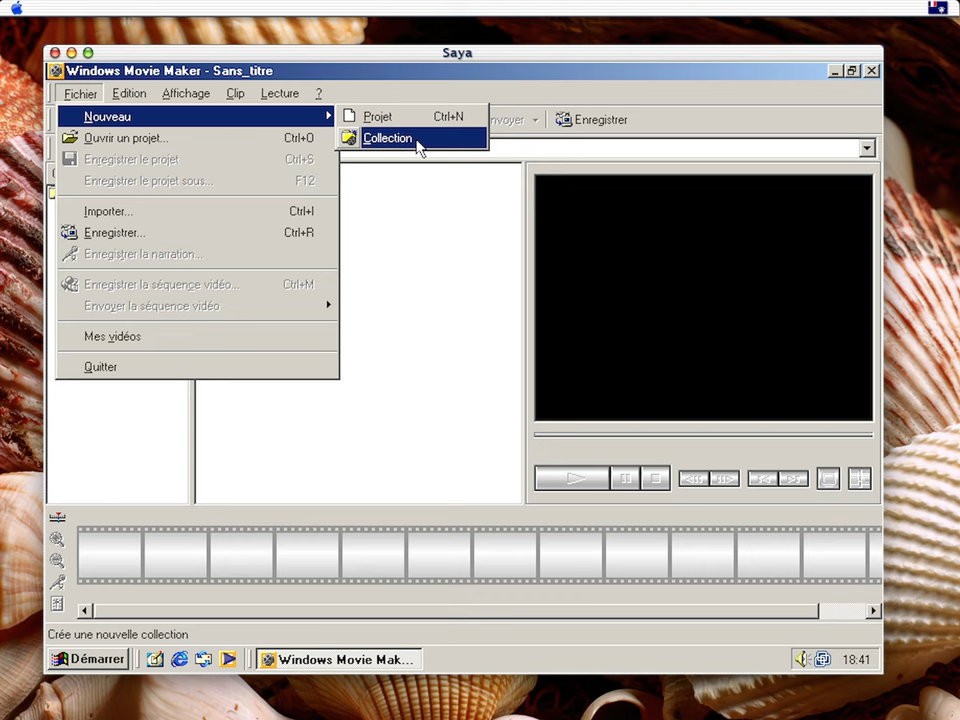 Saya
Windows Movie Maker - Sans_titre
Fichier Edition Affichage Clip Lecture ?
Nouveau
Projet Ctrl+N
nvoyer
Enregistrer
Ouvrir un projet... Ctrl+O
Collection
Enregistrer le projet Ctrl+S
Enregistrer le projet sous... F12
Importer... Ctrl+I
Enregistrer... Ctrl+R
Enregistrer la narration...
Enregistrer la séquence vidéo... Ctrl+M
Envoyer la séquence vidéo
Mes vidéos
Quitter
Crée une nouvelle collection
Démarrer
Windows Movie Mak...
18:41